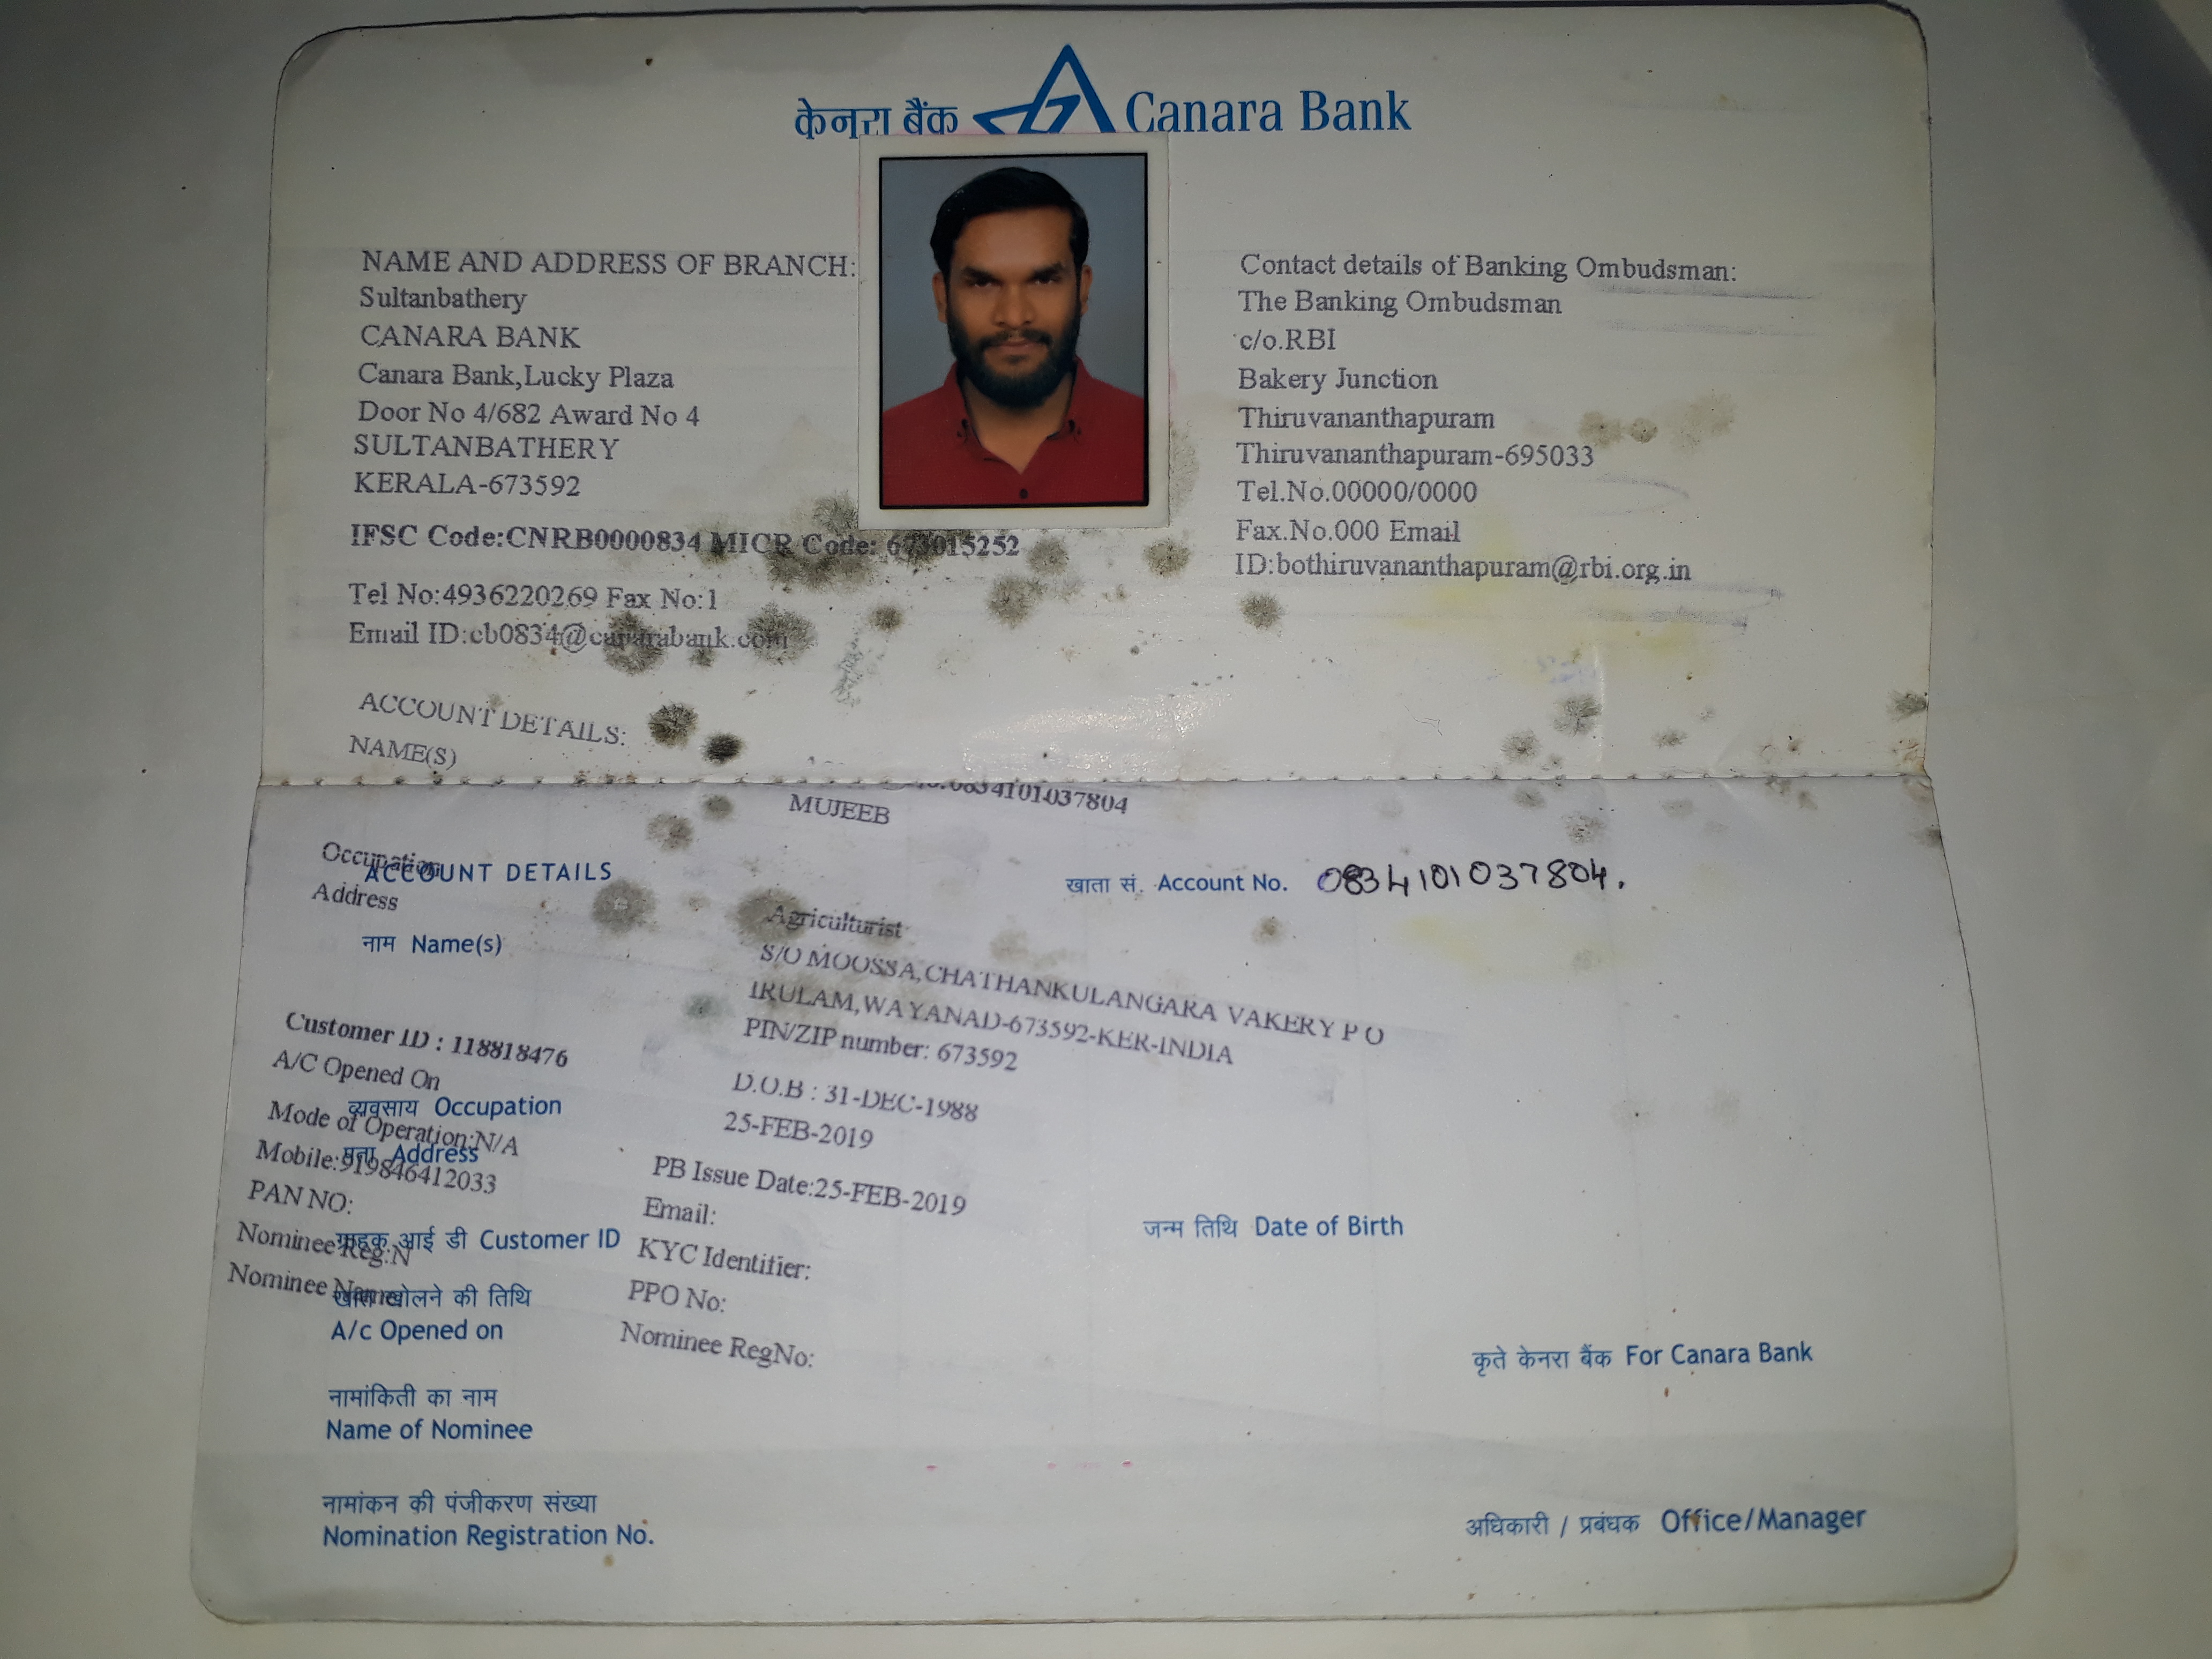 केनरा बैंक Canara Bank
NAME AND ADDRESS OF BRANCH:
Sultanbathery
CANARA BANK
Canara Bank,Lucky Plaza
Door No 4/682 Award No 4
SULTANBATHERY
KERALA-673592
IFSC Code:CNRB0000834 MICR Code: 673015252
Tel No:4936220269 Fax No:1
Email ID:cb0834@canarabank.com
Contact details of Banking Ombudsman:
The Banking Ombudsman
c/o.RBI
Bakery Junction
Thiruvananthapuram
Thiruvananthapuram-695033
Tel.No.00000/0000
Fax.No.000 Email
ID:bothiruvananthapuram@rbi.org.in
ACCOUNT DETAILS:
NAME(S)
0834101037804
MUJEEB
Occupation
ACCOUNT DETAILS
खाता सं. Account No. 0834101037804.
Address
Agriculturist
नाम Name(s)
S/O MOOSSA,CHATHANKULANGARA VAKERY P O
IRULAM,WAYANAD-673592-KER-INDIA
PIN/ZIP number: 673592
Customer ID : 118818476
D.O.B : 31-DEC-1988
A/C Opened On
25-FEB-2019
व्यवसाय Occupation
Mode of Operation:N/A
पता Address
Mobile:919846412033
PB Issue Date:25-FEB-2019
PAN NO:
Email:
जन्म तिथि Date of Birth
Nominee Reg:N
ग्राहक आई डी Customer ID
KYC Identifier:
Nominee Name
खाता खोलने की तिथि
A/c Opened on
PPO No:
Nominee RegNo:
कृते केनरा बैंक For Canara Bank
नामांकिती का नाम
Name of Nominee
नामांकन की पंजीकरण संख्या
Nomination Registration No.
अधिकारी / प्रबंधक Office/Manager